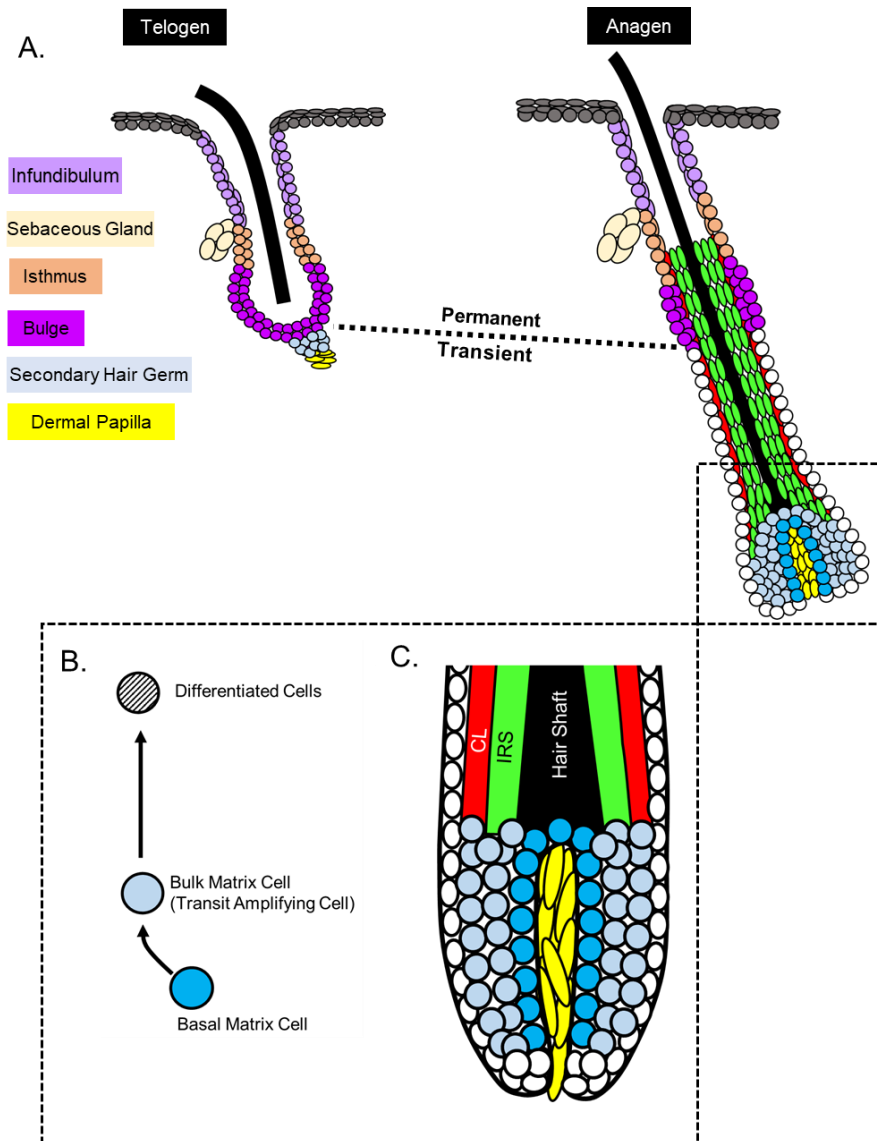 Telogen
Anagen
A.
Infundibulum
Sebaceous Gland
Isthmus
Bulge
Secondary Hair Germ
Dermal Papilla
Permanent
Transient
B.
Differentiated Cells
Bulk Matrix Cell
(Transit Amplifying Cell)
Basal Matrix Cell
C.
CL
IRS
Hair Shaft